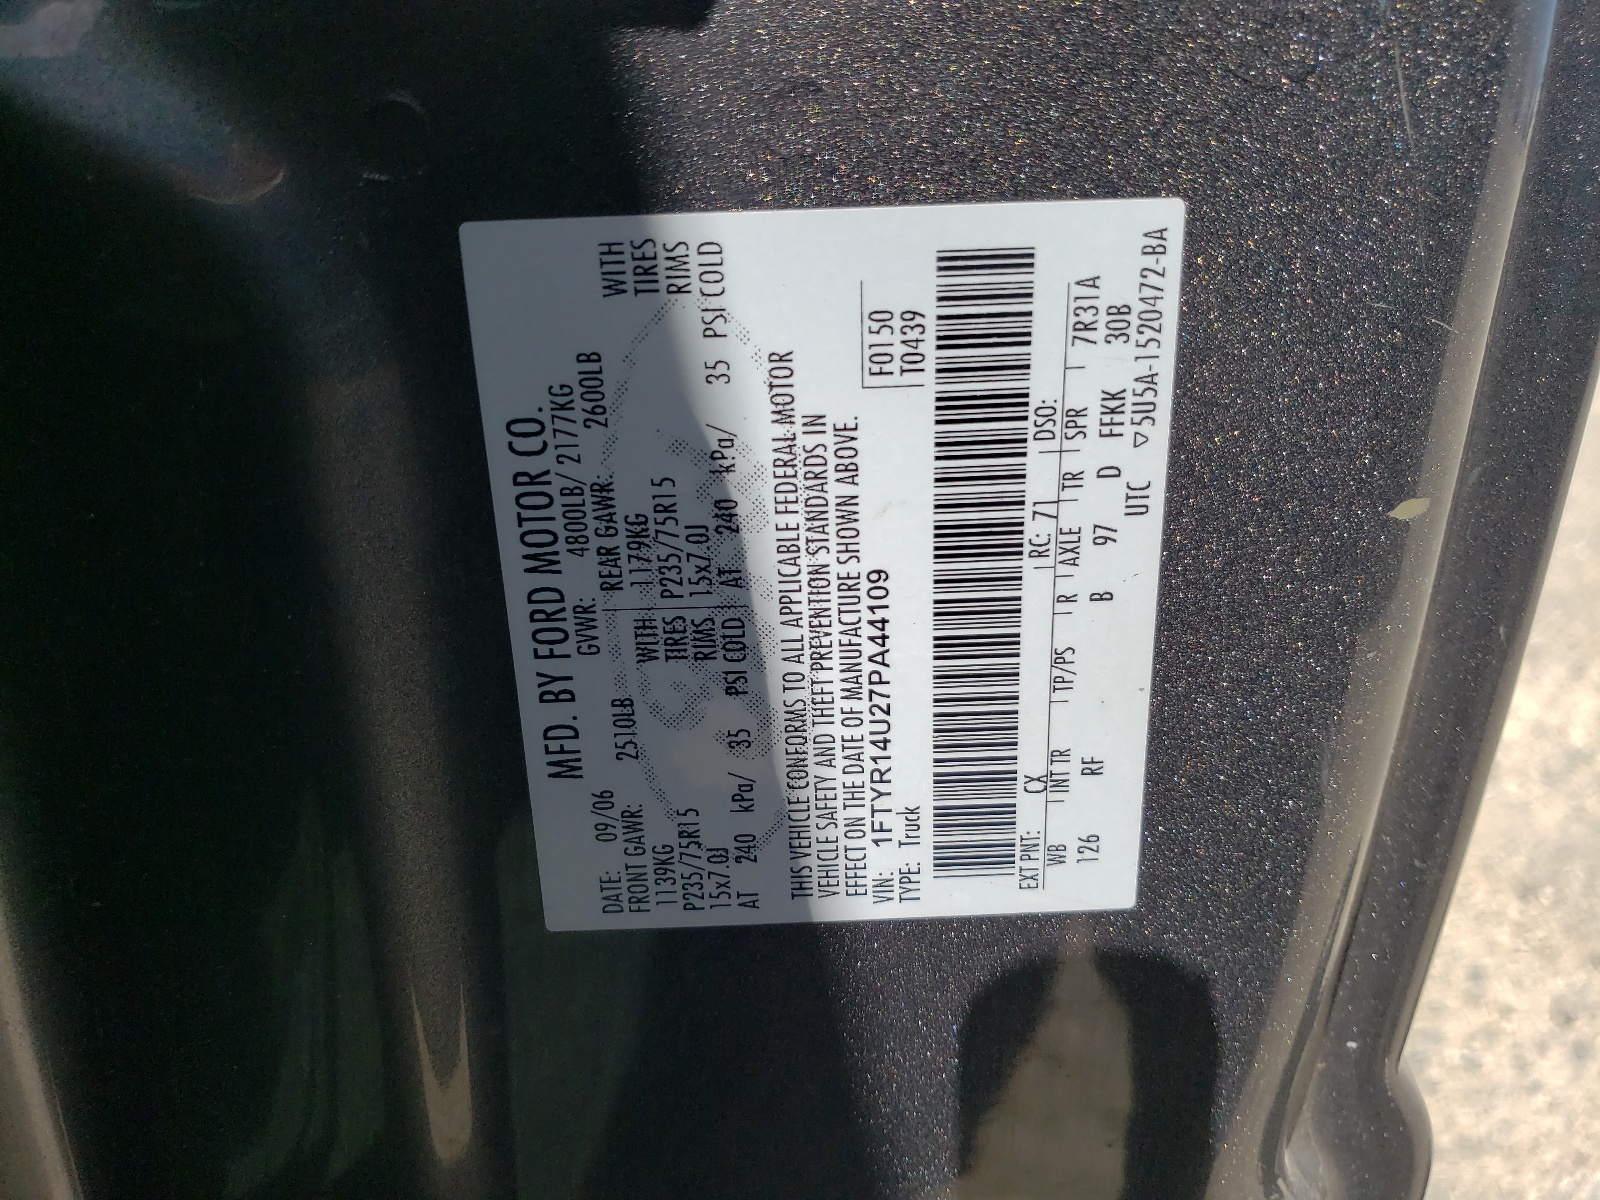 MFD. BY FORD MOTOR CO.
DATE: 09/06 GVWR: 4800LB/2177KG
FRONT GAWR: 2510LB REAR GAWR: 2600LB
1139KG WITH 1179KG WITH
P235/75R15 TIRES P235/75R15 TIRES
15x7.0J RIMS 15x7.0J RIMS
AT 240 kPa/ 35 PSI COLD AT 240 kPa/ 35 PSI COLD
THIS VEHICLE CONFORMS TO ALL APPLICABLE FEDERAL MOTOR
VEHICLE SAFETY AND THEFT PREVENTION STANDARDS IN
EFFECT ON THE DATE OF MANUFACTURE SHOWN ABOVE.
VIN: 1FTYR14U27PA44109 F0150
TYPE: Truck T0439
EXT PNT: CX RC: 71 DSO:
WB INT TR TP/PS R AXLE TR SPR 7R31A
126 RF B 97 D FFKK 30B
UTC ▽5U5A-1520472-BA